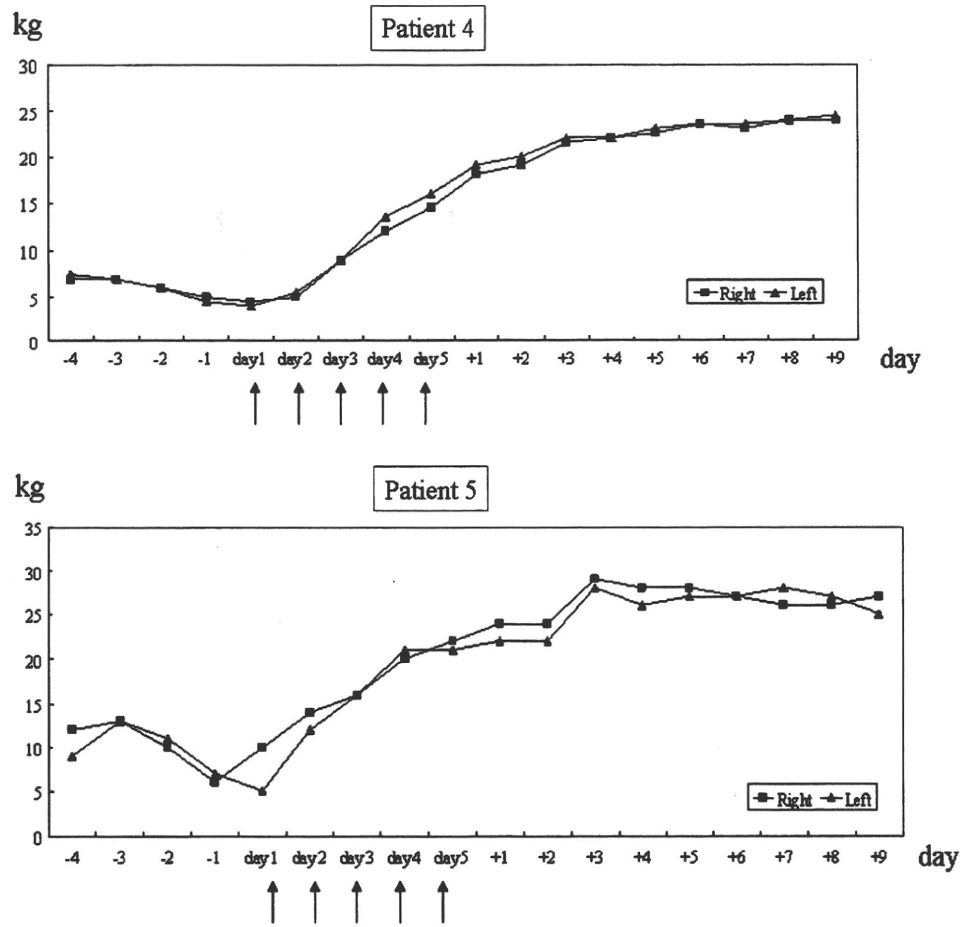 kg
Patient 4
30
25
20
15
10
5
0
Right Left
-4 -3 -2 -1 day1 day2 day3 day4 day5 +1 +2 +3 +4 +5 +6 +7 +8 +9 day
kg
Patient 5
35
30
25
20
15
10
5
0
Right Left
-4 -3 -2 -1 day1 day2 day3 day4 day5 +1 +2 +3 +4 +5 +6 +7 +8 +9 day